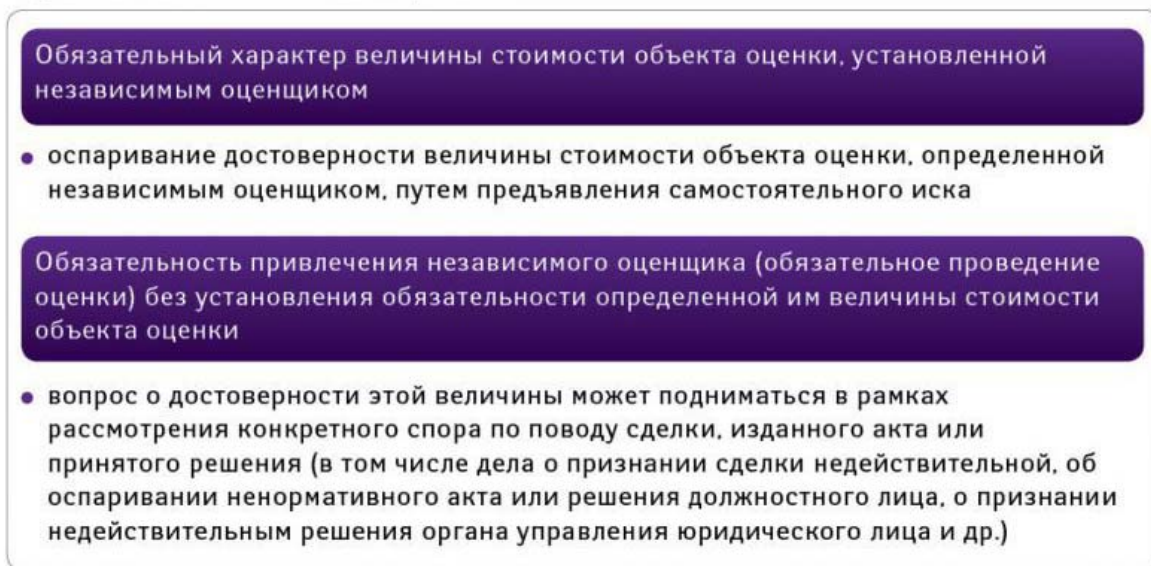 Обязательный характер величины стоимости объекта оценки, установленной
независимым оценщиком
• оспаривание достоверности величины стоимости объекта оценки, определенной
независимым оценщиком, путем предъявления самостоятельного иска
Обязательность привлечения независимого оценщика (обязательное проведение
оценки) без установления обязательности определенной им величины стоимости
объекта оценки
• вопрос о достоверности этой величины может подниматься в рамках
рассмотрения конкретного спора по поводу сделки, изданного акта или
принятого решения (в том числе дела о признании сделки недействительной, об
оспаривании ненормативного акта или решения должностного лица, о признании
недействительным решения органа управления юридического лица и др.)